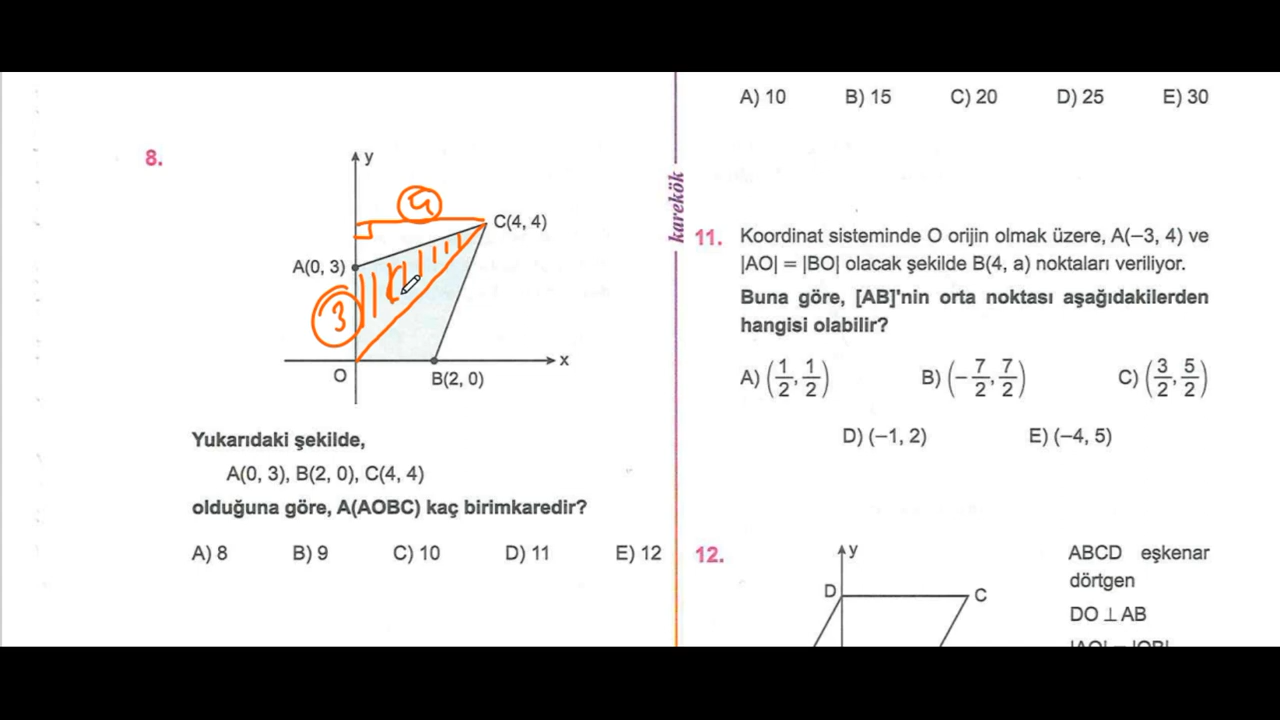 8.
y
4
C(4, 4)
A(0, 3)
3
x
O
B(2, 0)
Yukarıdaki şekilde,
A(0, 3), B(2, 0), C(4, 4)
olduğuna göre, A(AOBC) kaç birimkaredir?
A) 8 B) 9 C) 10 D) 11 E) 12
karekök
A) 10 B) 15 C) 20 D) 25 E) 30
11. Koordinat sisteminde O orijin olmak üzere, A(−3, 4) ve
|AO| = |BO| olacak şekilde B(4, a) noktaları veriliyor.
Buna göre, [AB]'nin orta noktası aşağıdakilerden
hangisi olabilir?
A) (1/2, 1/2) B) (−7/2, 7/2) C) (3/2, 5/2)
D) (−1, 2) E) (−4, 5)
12.
y
D
C
ABCD eşkenar
dörtgen
DO ⊥ AB
|AO| = |OB|